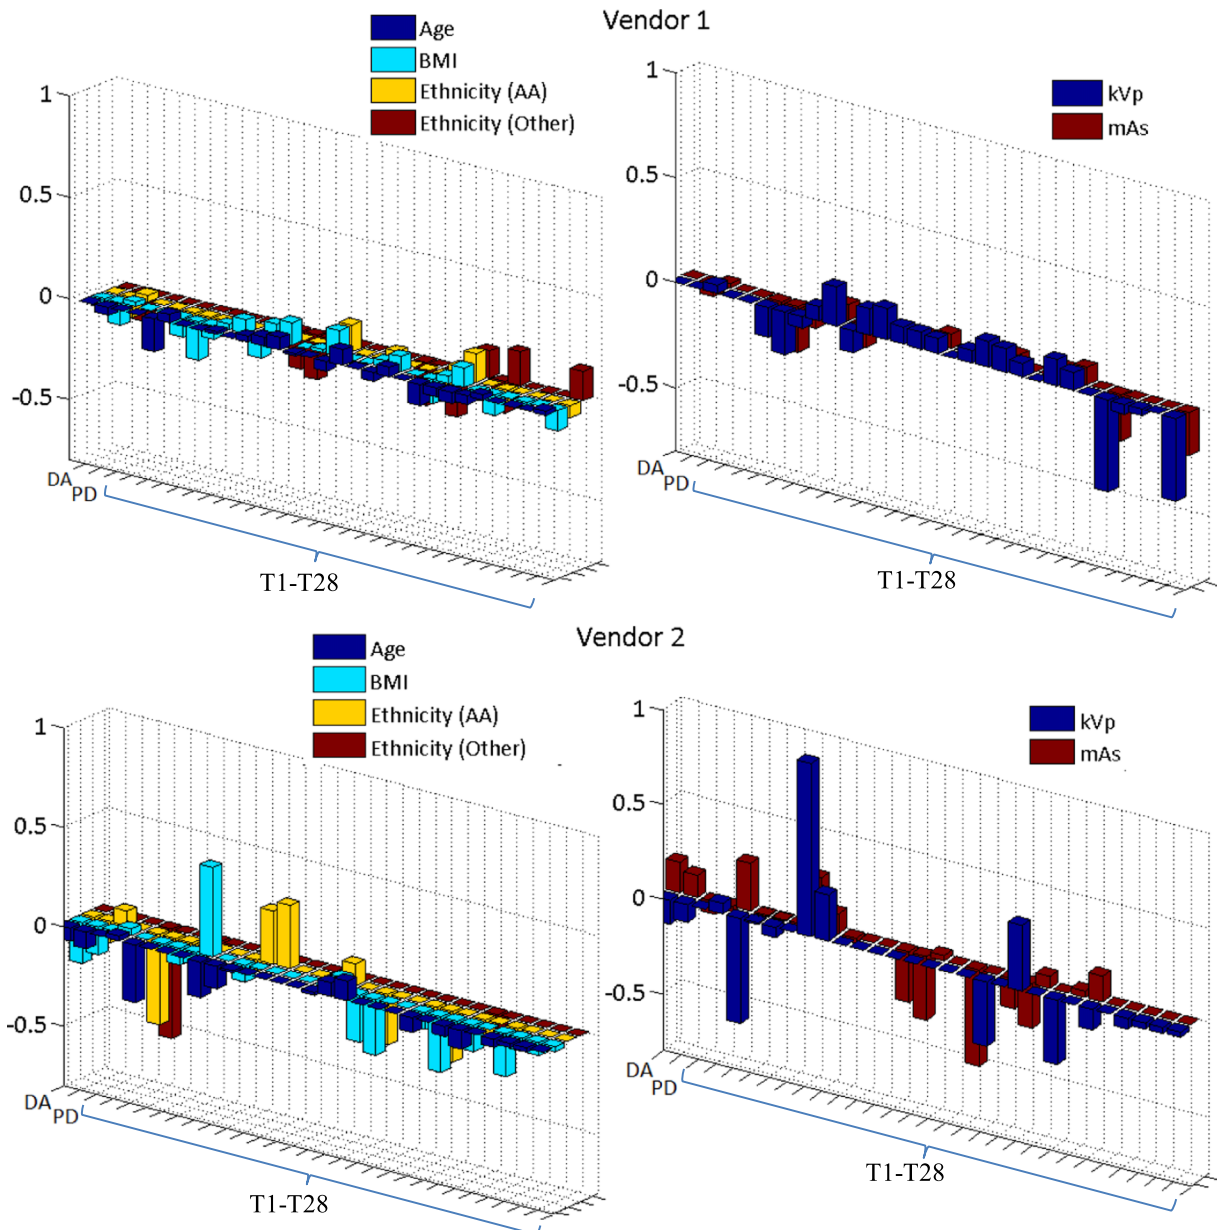 Vendor 1
Age
BMI
Ethnicity (AA)
Ethnicity (Other)
1
0.5
0
-0.5
DA
PD
T1-T28
kVp
mAs
1
0.5
0
-0.5
DA
PD
T1-T28
Vendor 2
Age
BMI
Ethnicity (AA)
Ethnicity (Other)
1
0.5
0
-0.5
DA
PD
T1-T28
kVp
mAs
1
0.5
0
-0.5
DA
PD
T1-T28